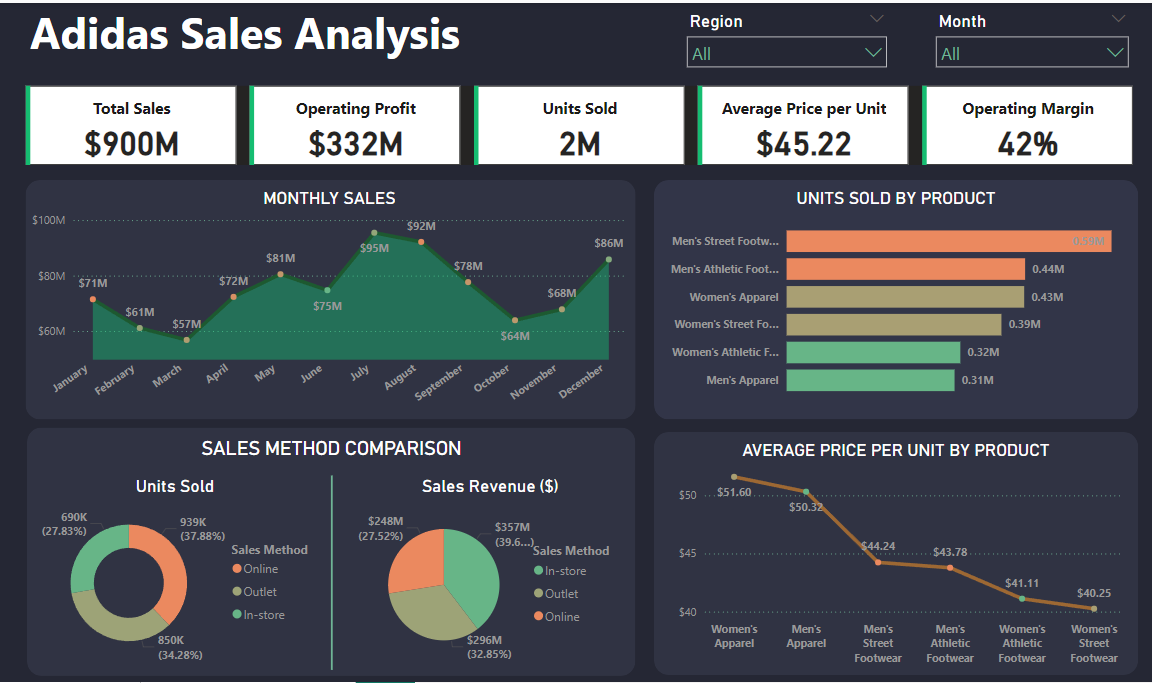 Adidas Sales Analysis
Region
All
Month
All
Total Sales
$900M
Operating Profit
$332M
Units Sold
2M
Average Price per Unit
$45.22
Operating Margin
42%
MONTHLY SALES
$100M
$80M
$60M
$71M
$61M
$57M
$72M
$81M
$75M
$95M
$92M
$78M
$64M
$68M
$86M
January
February
March
April
May
June
July
August
September
October
November
December
UNITS SOLD BY PRODUCT
Men's Street Footw...
0.59M
Men's Athletic Foot...
0.44M
Women's Apparel
0.43M
Women's Street Fo...
0.39M
Women's Athletic F...
0.32M
Men's Apparel
0.31M
SALES METHOD COMPARISON
Units Sold
690K
(27.83%)
939K
(37.88%)
850K
(34.28%)
Sales Method
Online
Outlet
In-store
Sales Revenue ($)
$248M
(27.52%)
$357M
(39.6...)
$296M
(32.85%)
Sales Method
In-store
Outlet
Online
AVERAGE PRICE PER UNIT BY PRODUCT
$50
$45
$40
$51.60
$50.32
$44.24
$43.78
$41.11
$40.25
Women's
Apparel
Men's
Apparel
Men's
Street
Footwear
Men's
Athletic
Footwear
Women's
Athletic
Footwear
Women's
Street
Footwear